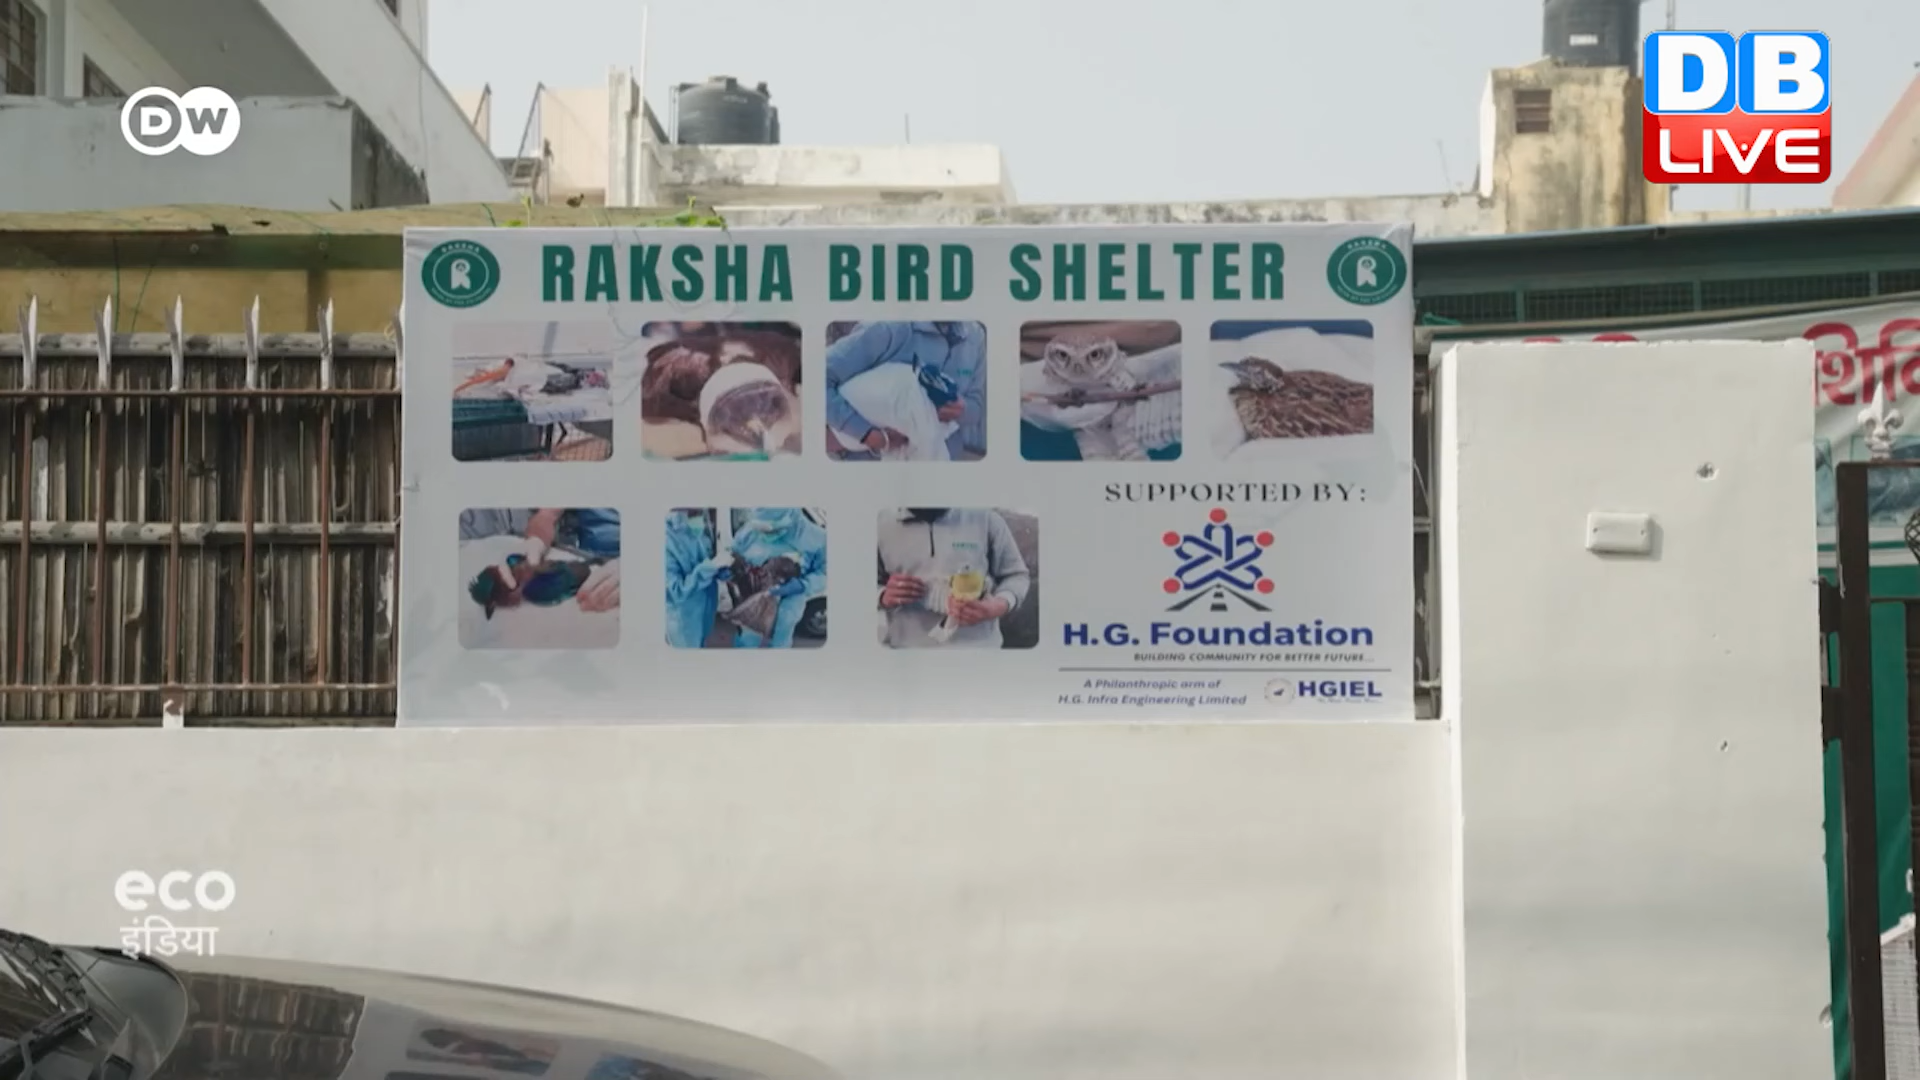 DW
DB
LIVE
RAKSHA BIRD SHELTER
SUPPORTED BY:
H.G. Foundation
BUILDING COMMUNITY FOR BETTER FUTURE...
A Philanthropic arm of
H.G. Infra Engineering Limited
HGIEL
eco
इंडिया